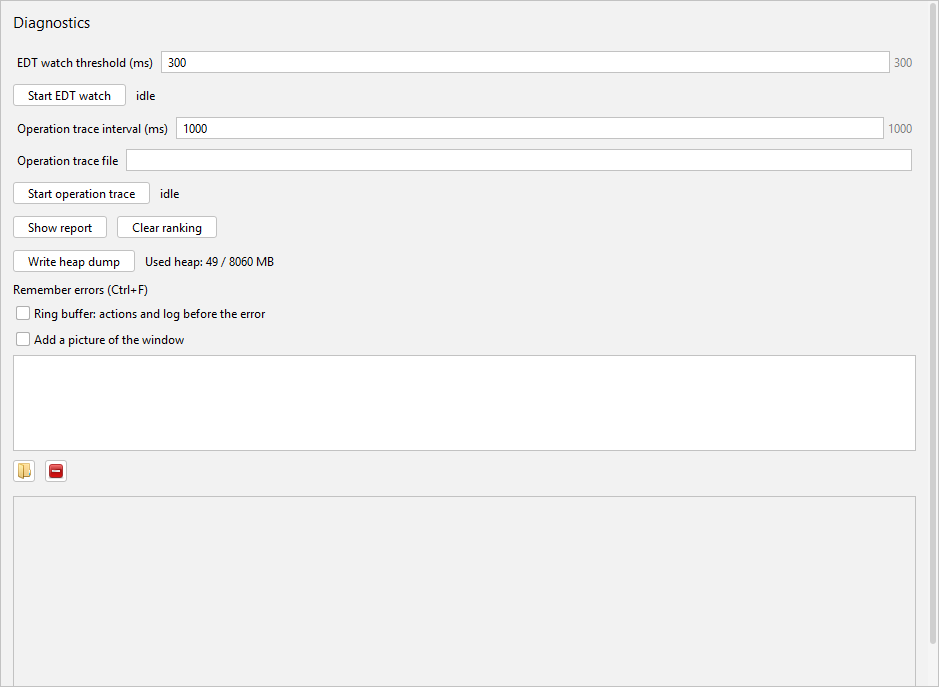 Diagnostics
EDT watch threshold (ms) 300 300
Start EDT watch idle
Operation trace interval (ms) 1000 1000
Operation trace file
Start operation trace idle
Show report Clear ranking
Write heap dump Used heap: 49 / 8060 MB
Remember errors (Ctrl+F)
Ring buffer: actions and log before the error
Add a picture of the window